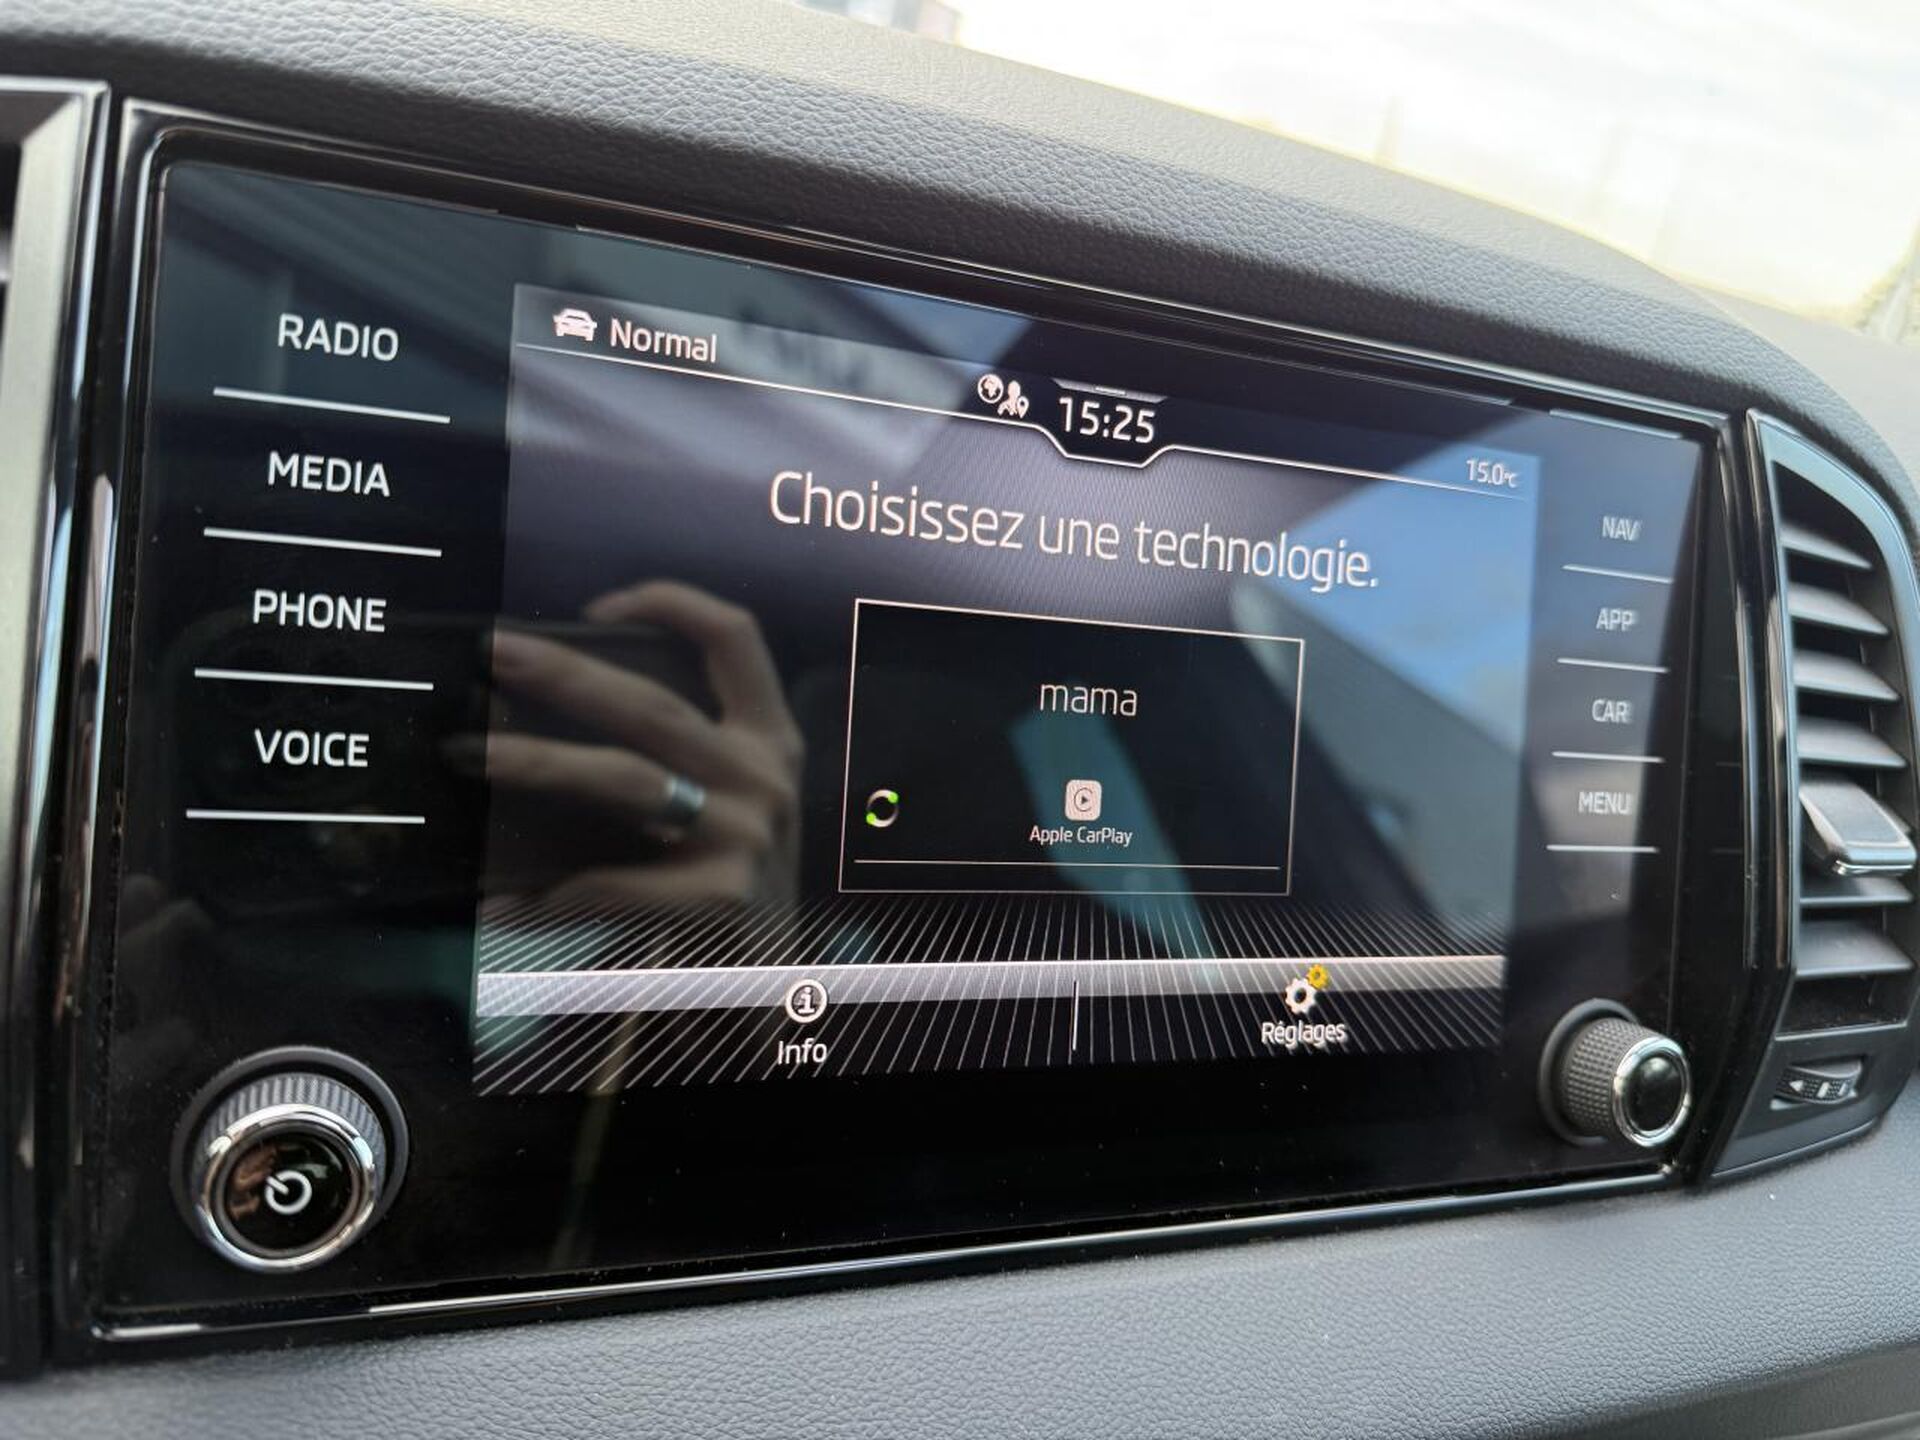 RADIO
MEDIA
PHONE
VOICE
Normal
15:25
15.0°C
Choisissez une technologie.
mama
Apple CarPlay
Info
Réglages
NAV
APP
CAR
MENU